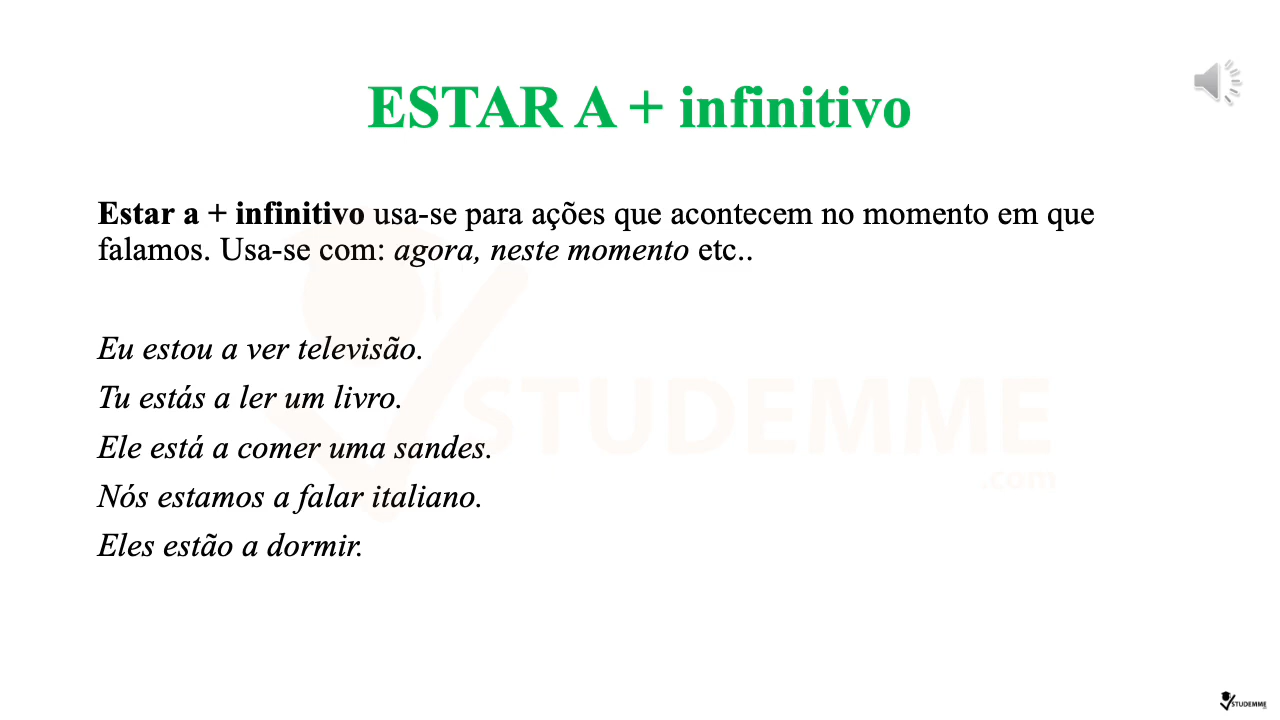 ESTAR A + infinitivo
Estar a + infinitivo usa-se para ações que acontecem no momento em que
falamos. Usa-se com: agora, neste momento etc..
Eu estou a ver televisão.
Tu estás a ler um livro.
Ele está a comer uma sandes.
Nós estamos a falar italiano.
Eles estão a dormir.
STUDEMME
.com
STUDEMME